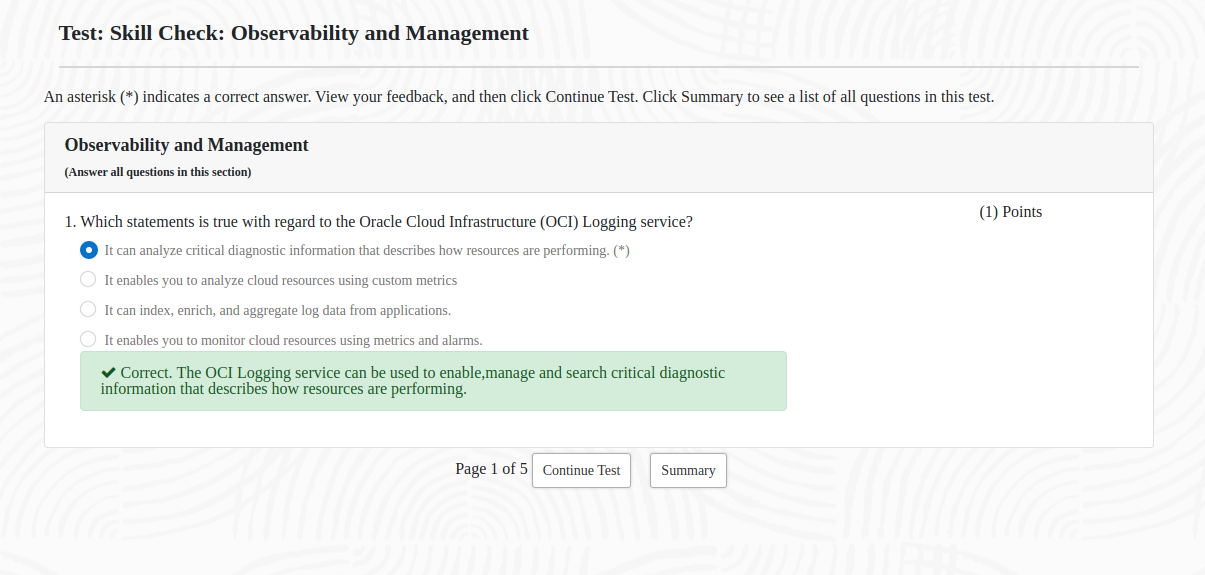 Test: Skill Check: Observability and Management
An asterisk (*) indicates a correct answer. View your feedback, and then click Continue Test. Click Summary to see a list of all questions in this test.
Observability and Management
(Answer all questions in this section)
1. Which statements is true with regard to the Oracle Cloud Infrastructure (OCI) Logging service?
(1) Points
It can analyze critical diagnostic information that describes how resources are performing. (*)
It enables you to analyze cloud resources using custom metrics
It can index, enrich, and aggregate log data from applications.
It enables you to monitor cloud resources using metrics and alarms.
Correct. The OCI Logging service can be used to enable,manage and search critical diagnostic
information that describes how resources are performing.
Page 1 of 5 Continue Test Summary